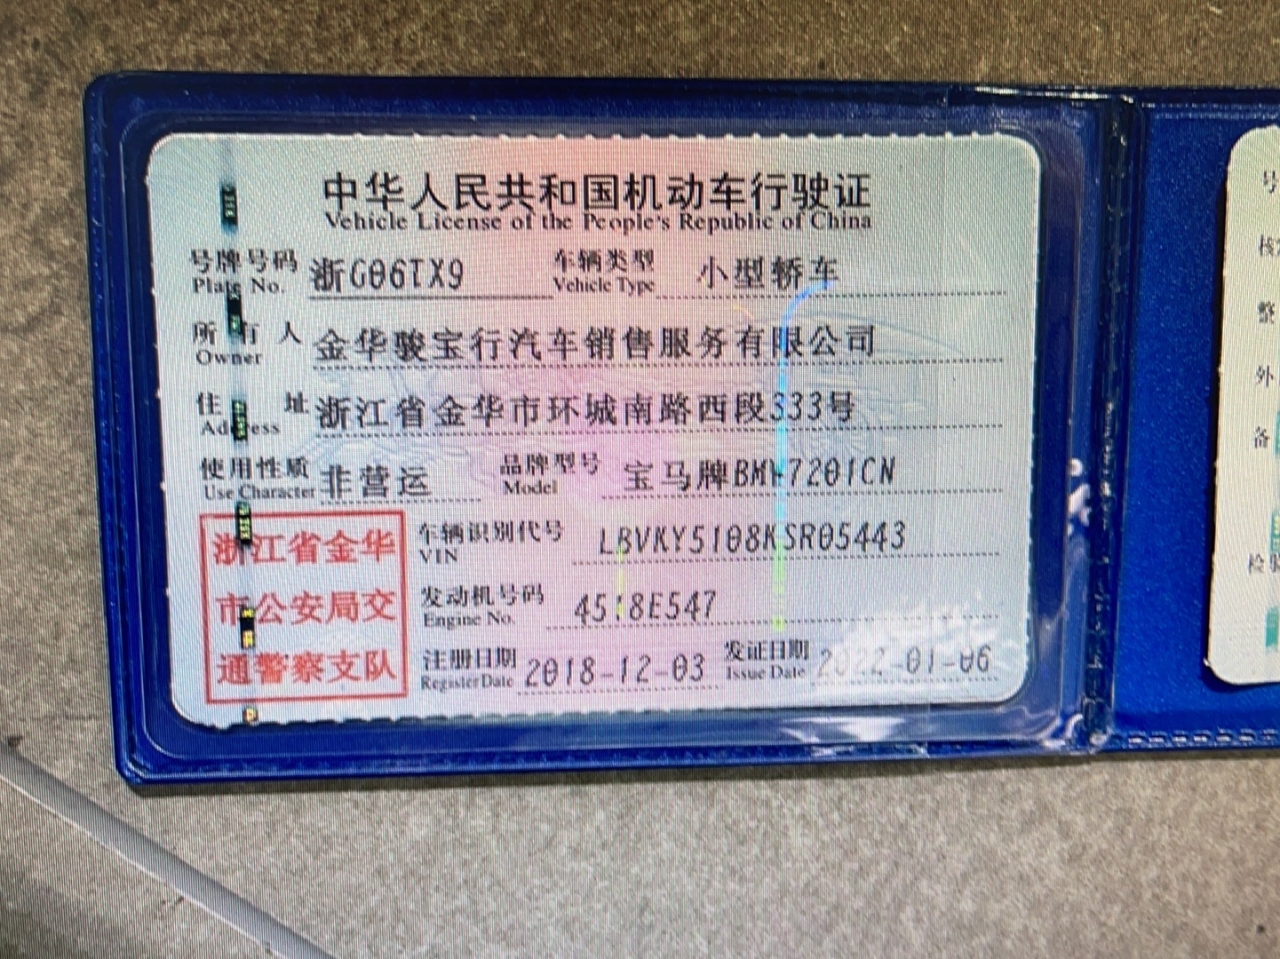 中华人民共和国机动车行驶证
Vehicle License of the People's Republic of China
号牌号码 浙G06TX9 车辆类型 小型轿车
Plate No. Vehicle Type
所有人 金华骏宝行汽车销售服务有限公司
Owner
住址 浙江省金华市环城南路西段333号
Address
使用性质 非营运 品牌型号 宝马牌BMW7201CN
Use Character Model
浙江省金华
市公安局交
通警察支队
车辆识别代号 LBVKY5108KSR05443
VIN
发动机号码 4518E547
Engine No.
注册日期 2018-12-03 发证日期 2022-01-06
Register Date Issue Date
号
核
整
外
备
检验